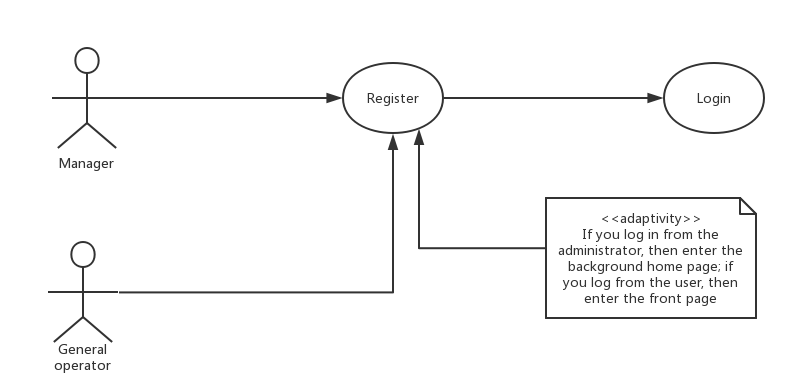 Manager
Register
Login
<<adaptivity>>
If you log in from the
administrator, then enter the
background home page; if
you log from the user, then
enter the front page
General
operator